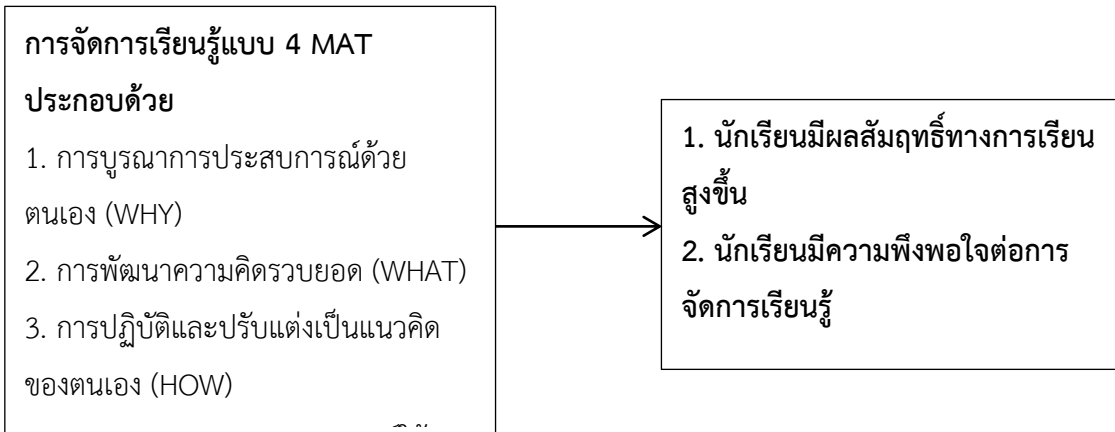 การจัดการเรียนรู้แบบ 4 MAT
ประกอบด้วย
1. การบูรณาการประสบการณ์ด้วย
ตนเอง (WHY)
2. การพัฒนาความคิดรวบยอด (WHAT)
3. การปฏิบัติและปรับแต่งเป็นแนวคิด
ของตนเอง (HOW)
1. นักเรียนมีผลสัมฤทธิ์ทางการเรียน
สูงขึ้น
2. นักเรียนมีความพึงพอใจต่อการ
จัดการเรียนรู้